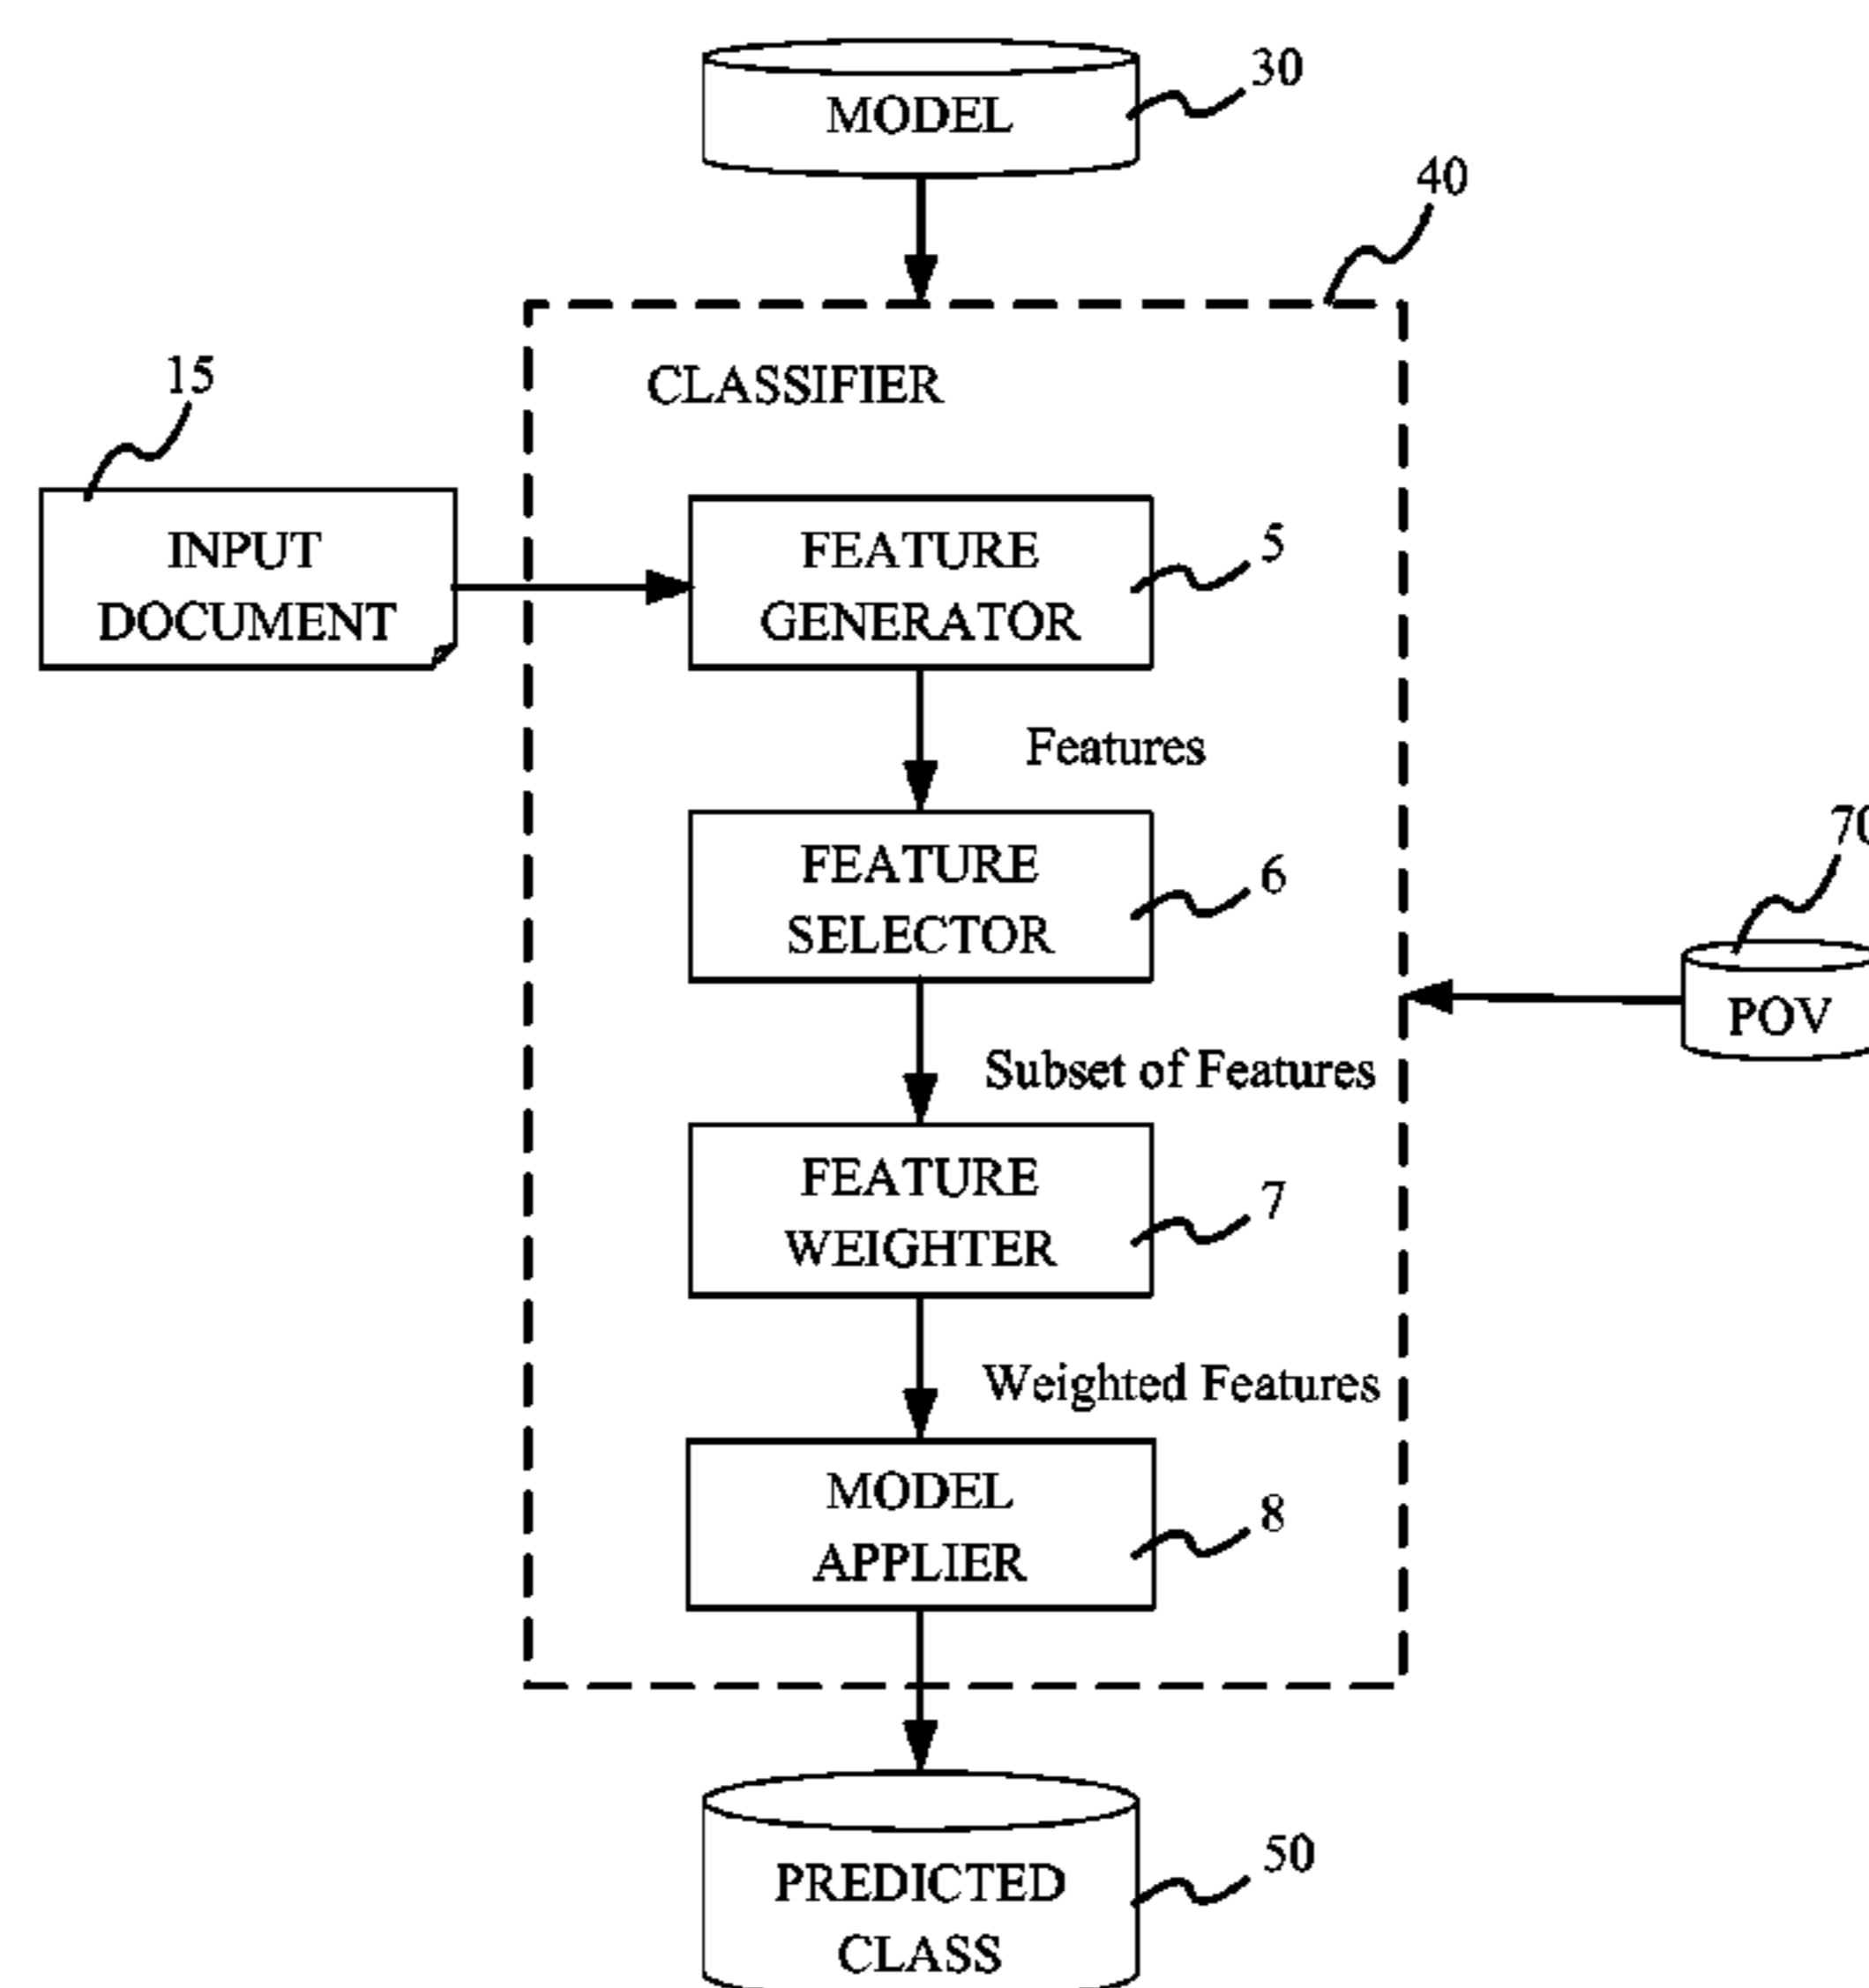 30
MODEL
40
15
CLASSIFIER
INPUT
DOCUMENT
FEATURE
GENERATOR
5
Features
70
FEATURE
SELECTOR
6
POV
Subset of Features
FEATURE
WEIGHTER
7
Weighted Features
MODEL
APPLIER
8
50
PREDICTED
CLASS